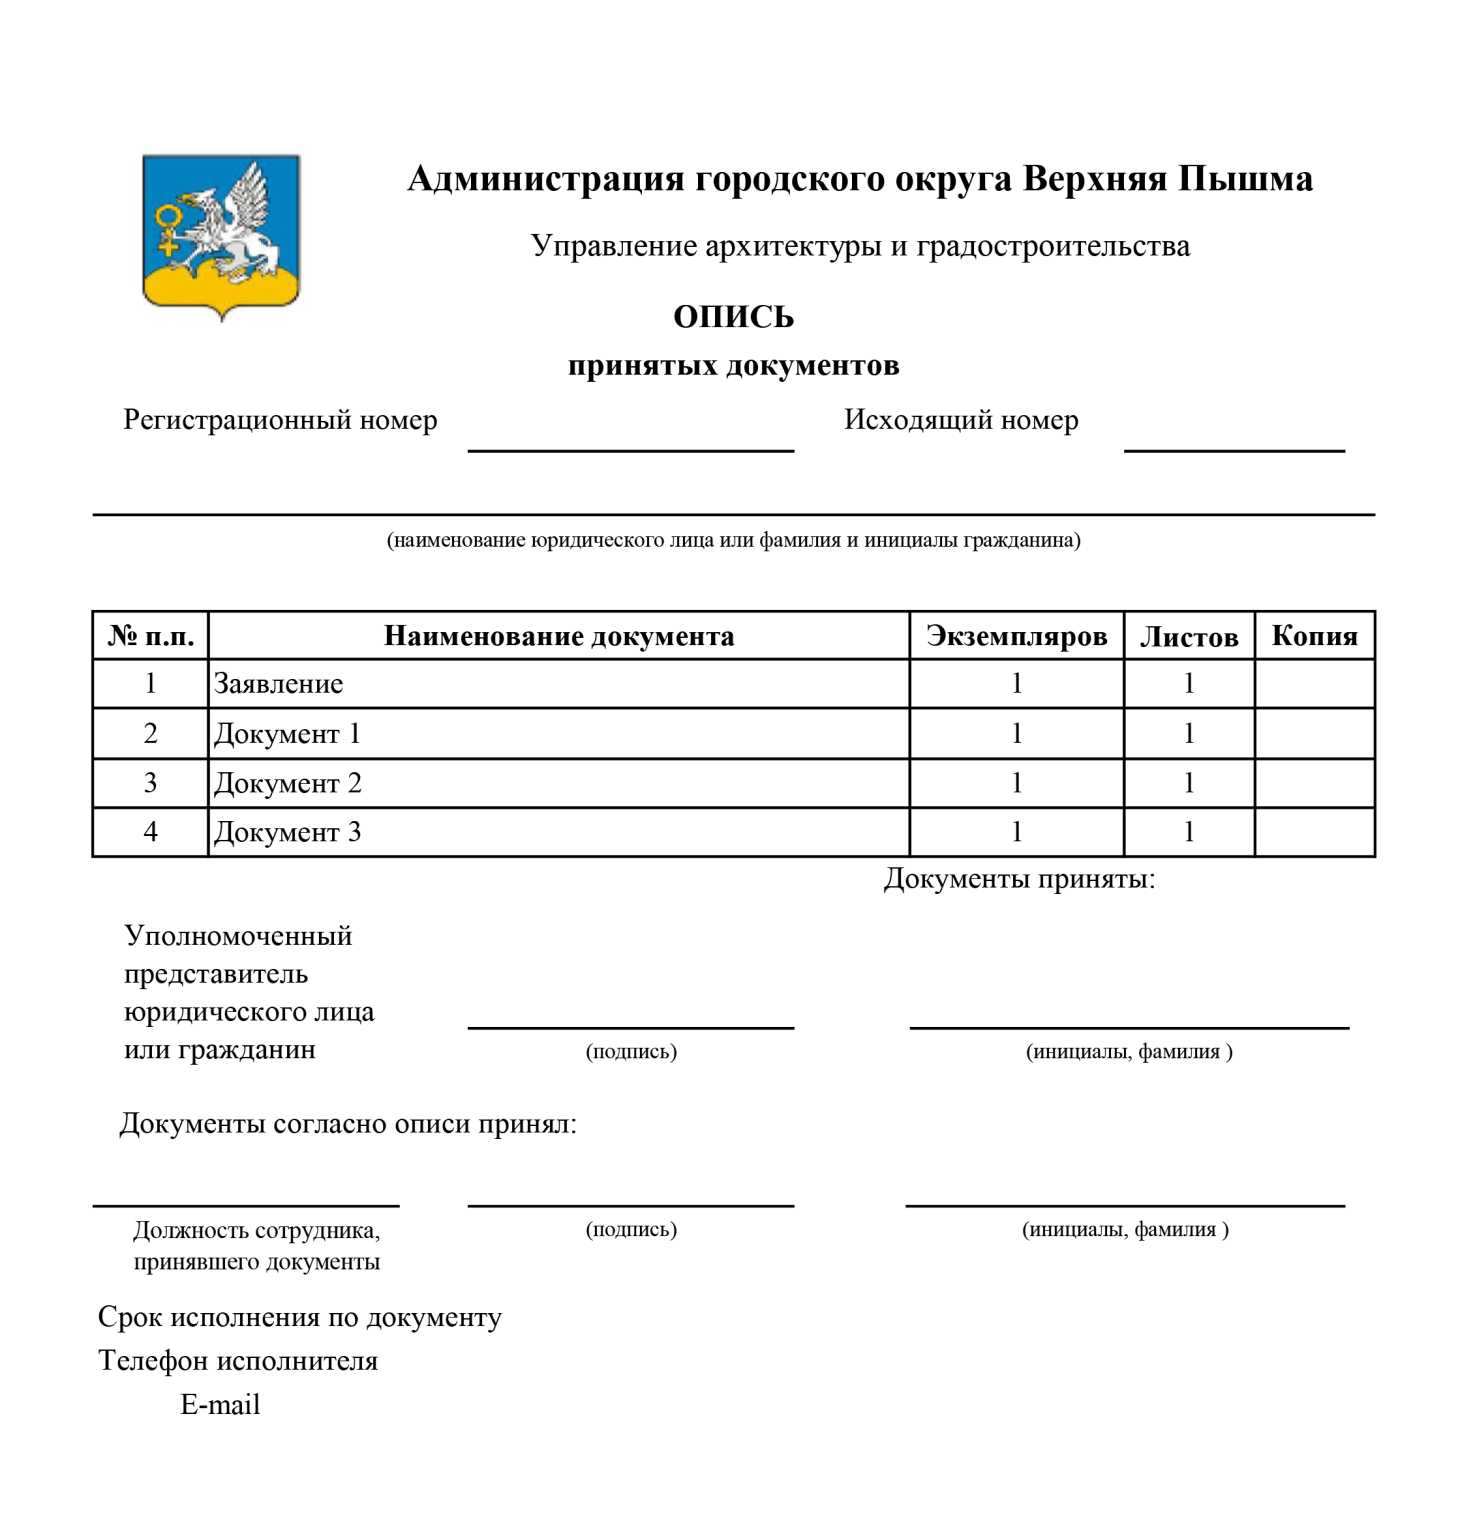 Администрация городского округа Верхняя Пышма
Управление архитектуры и градостроительства
ОПИСЬ
принятых документов
Регистрационный номер Исходящий номер
(наименование юридического лица или фамилия и инициалы гражданина)
№ п.п. Наименование документа Экземпляров Листов Копия
1 Заявление 1 1
2 Документ 1 1 1
3 Документ 2 1 1
4 Документ 3 1 1
Документы приняты:
Уполномоченный
представитель
юридического лица
или гражданин (подпись) (инициалы, фамилия )
Документы согласно описи принял:
Должность сотрудника, (подпись) (инициалы, фамилия )
принявшего документы
Срок исполнения по документу
Телефон исполнителя
E-mail